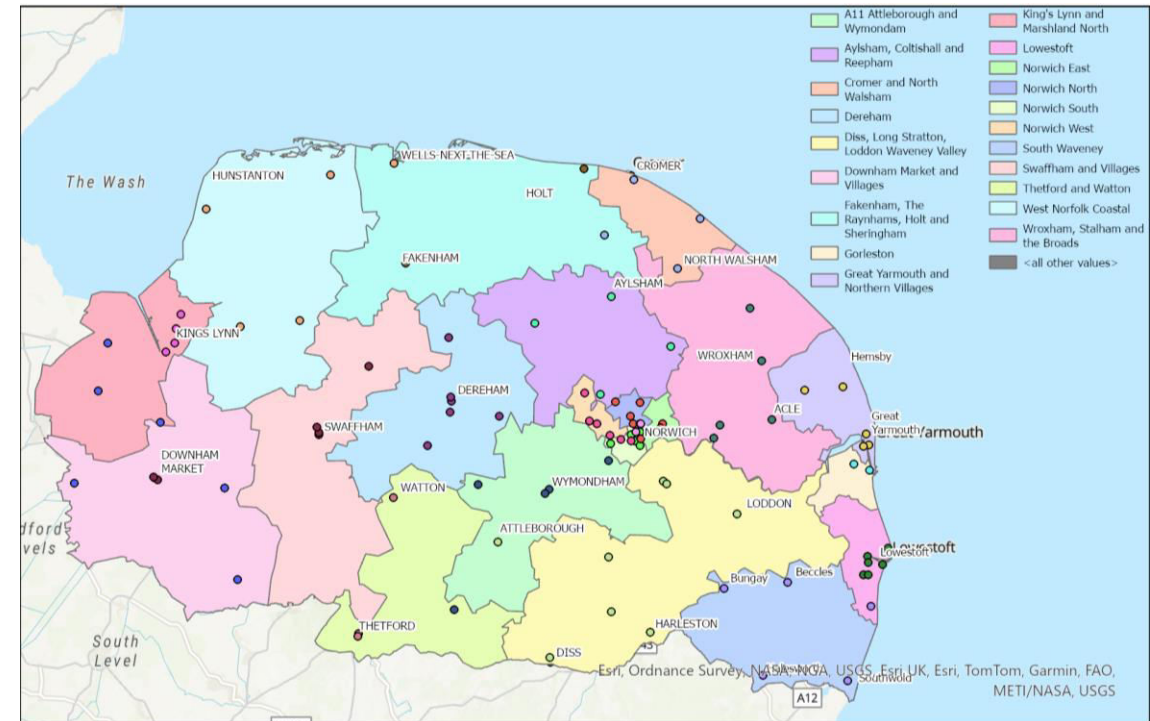 A11 Attleborough and
Wymondam
Aylsham, Coltishall and
Reepham
Cromer and North
Walsham
Dereham
Diss, Long Stratton,
Loddon Waveney Valley
Downham Market and
Villages
Fakenham, The
Raynhams, Holt and
Sheringham
Gorleston
Great Yarmouth and
Northern Villages
King's Lynn and
Marshland North
Lowestoft
Norwich East
Norwich North
Norwich South
Norwich West
South Waveney
Swaffham and Villages
Thetford and Watton
West Norfolk Coastal
Wroxham, Stalham and
the Broads
<all other values>
The Wash
WELLS-NEXT-THE-SEA
CROMER
HUNSTANTON
HOLT
FAKENHAM
NORTH WALSHAM
AYLSHAM
KINGS LYNN
WROXHAM
Hemsby
DEREHAM
ACLE
SWAFFHAM
NORWICH
Great
Yarmouth
Great Yarmouth
DOWNHAM
MARKET
WYMONDHAM
WATTON
LODDON
ATTLEBOROUGH
Lowestoft
Lowestoft
Bungay
Beccles
THETFORD
HARLESTON
DISS
South
Level
Southwold
A12
Esri, Ordnance Survey, NASA, NGA, USGS, Esri UK, Esri, TomTom, Garmin, FAO,
METI/NASA, USGS